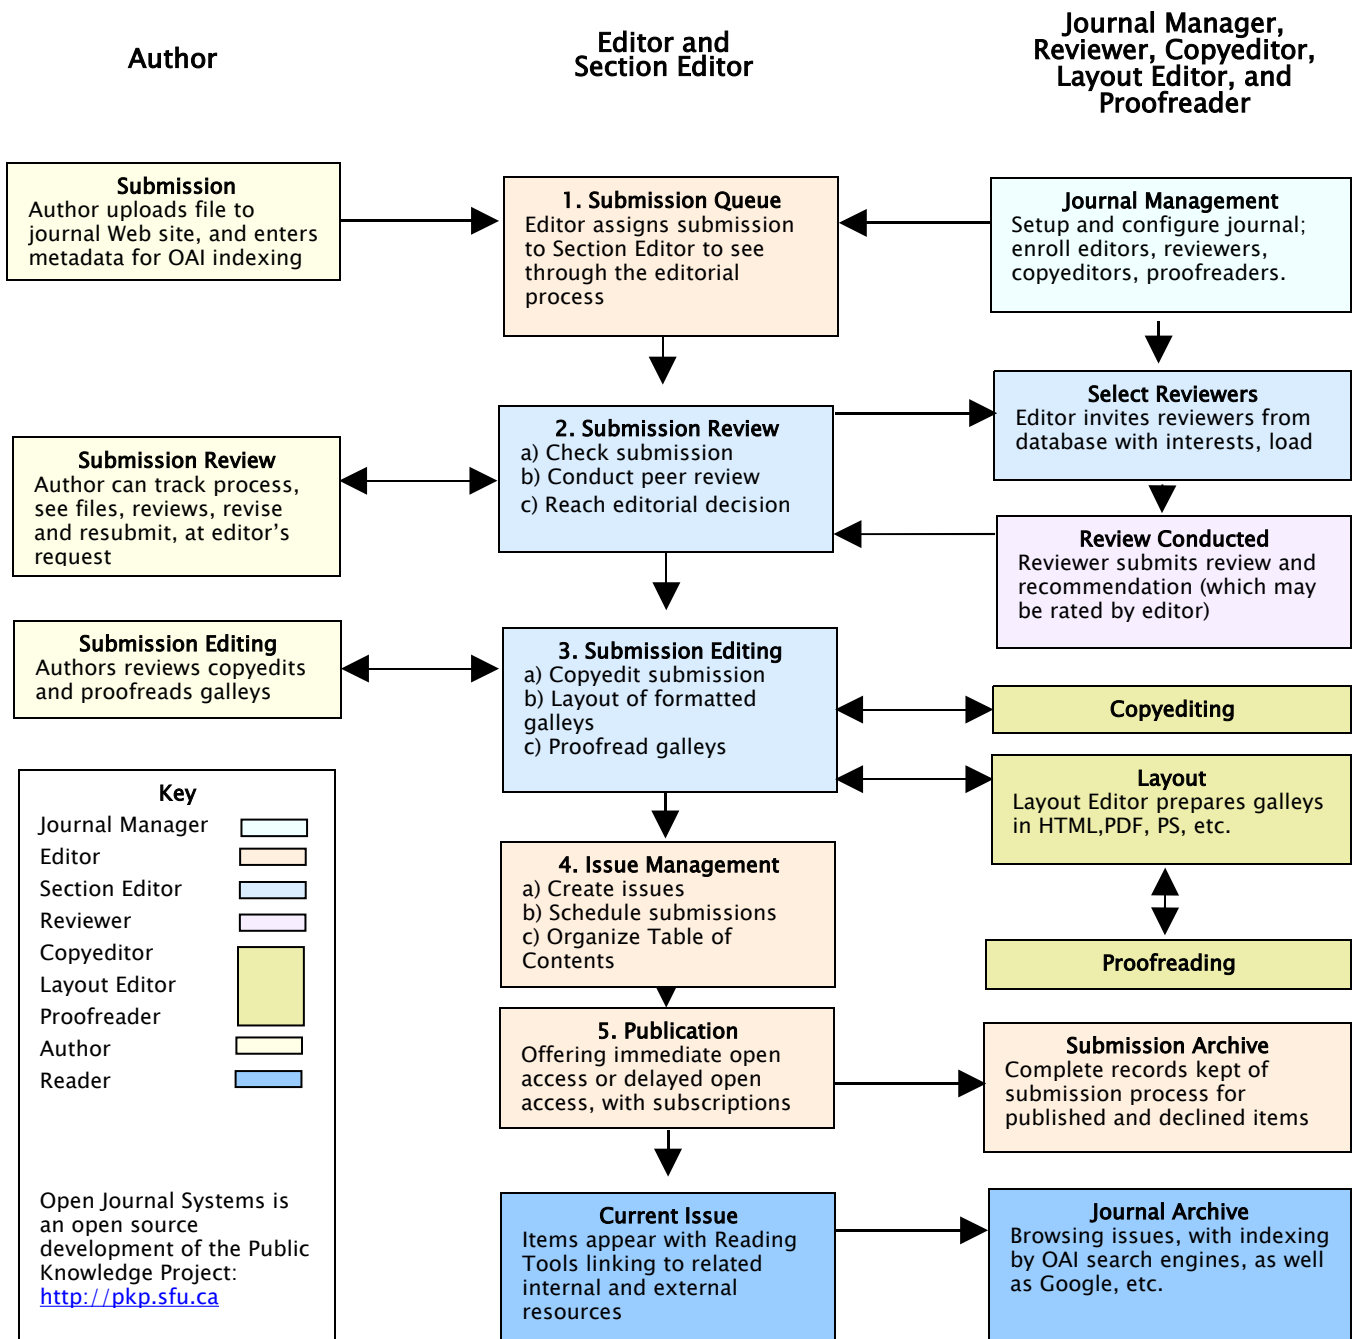 Author
Editor and
Section Editor
Journal Manager,
Reviewer, Copyeditor,
Layout Editor, and
Proofreader
Submission
Author uploads file to
journal Web site, and enters
metadata for OAI indexing
1. Submission Queue
Editor assigns submission
to Section Editor to see
through the editorial
process
Journal Management
Setup and configure journal;
enroll editors, reviewers,
copyeditors, proofreaders.
Select Reviewers
Editor invites reviewers from
database with interests, load
2. Submission Review
a) Check submission
b) Conduct peer review
c) Reach editorial decision
Submission Review
Author can track process,
see files, reviews, revise
and resubmit, at editor’s
request
Review Conducted
Reviewer submits review and
recommendation (which may
be rated by editor)
Submission Editing
Authors reviews copyedits
and proofreads galleys
3. Submission Editing
a) Copyedit submission
b) Layout of formatted
galleys
c) Proofread galleys
Copyediting
Layout
Layout Editor prepares galleys
in HTML,PDF, PS, etc.
Proofreading
Key
Journal Manager
Editor
Section Editor
Reviewer
Copyeditor
Layout Editor
Proofreader
Author
Reader
Open Journal Systems is
an open source
development of the Public
Knowledge Project:
http://pkp.sfu.ca
4. Issue Management
a) Create issues
b) Schedule submissions
c) Organize Table of
Contents
5. Publication
Offering immediate open
access or delayed open
access, with subscriptions
Submission Archive
Complete records kept of
submission process for
published and declined items
Current Issue
Items appear with Reading
Tools linking to related
internal and external
resources
Journal Archive
Browsing issues, with indexing
by OAI search engines, as well
as Google, etc.